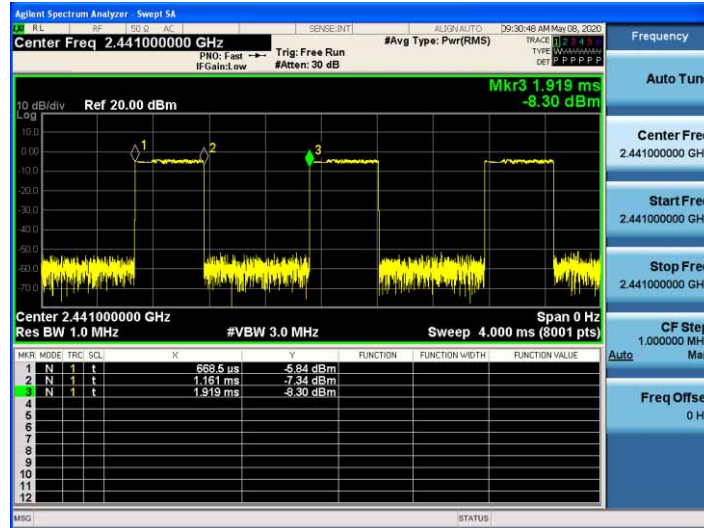 Agilent Spectrum Analyzer - Swept SA
RL RF 50 Ω AC SENSE:INT ALIGN AUTO 09:30:48 AM May 08, 2020
Center Freq 2.441000000 GHz
PNO: Fast Trig: Free Run
IFGain:Low #Atten: 30 dB
#Avg Type: Pwr(RMS)
TRACE 1 2 3 4 5 6
TYPE
DET P P P P P P
Mkr3 1.919 ms
-8.30 dBm
10 dB/div Ref 20.00 dBm
Log
10.0
0.00
-10.0
-20.0
-30.0
-40.0
-50.0
-60.0
-70.0
1
2
3
Center 2.441000000 GHz Span 0 Hz
Res BW 1.0 MHz #VBW 3.0 MHz Sweep 4.000 ms (8001 pts)
MKR MODE TRC SCL X Y FUNCTION FUNCTION WIDTH FUNCTION VALUE
1 N 1 t 668.5 µs -5.84 dBm
2 N 1 t 1.161 ms -7.34 dBm
3 N 1 t 1.919 ms -8.30 dBm
4
5
6
7
8
9
10
11
12
MSG STATUS
Frequency
Auto Tun
Center Fre
2.441000000 GH
Start Fre
2.441000000 GH
Stop Fre
2.441000000 GH
CF Ste
1.000000 MH
Auto Ma
Freq Offse
0 H